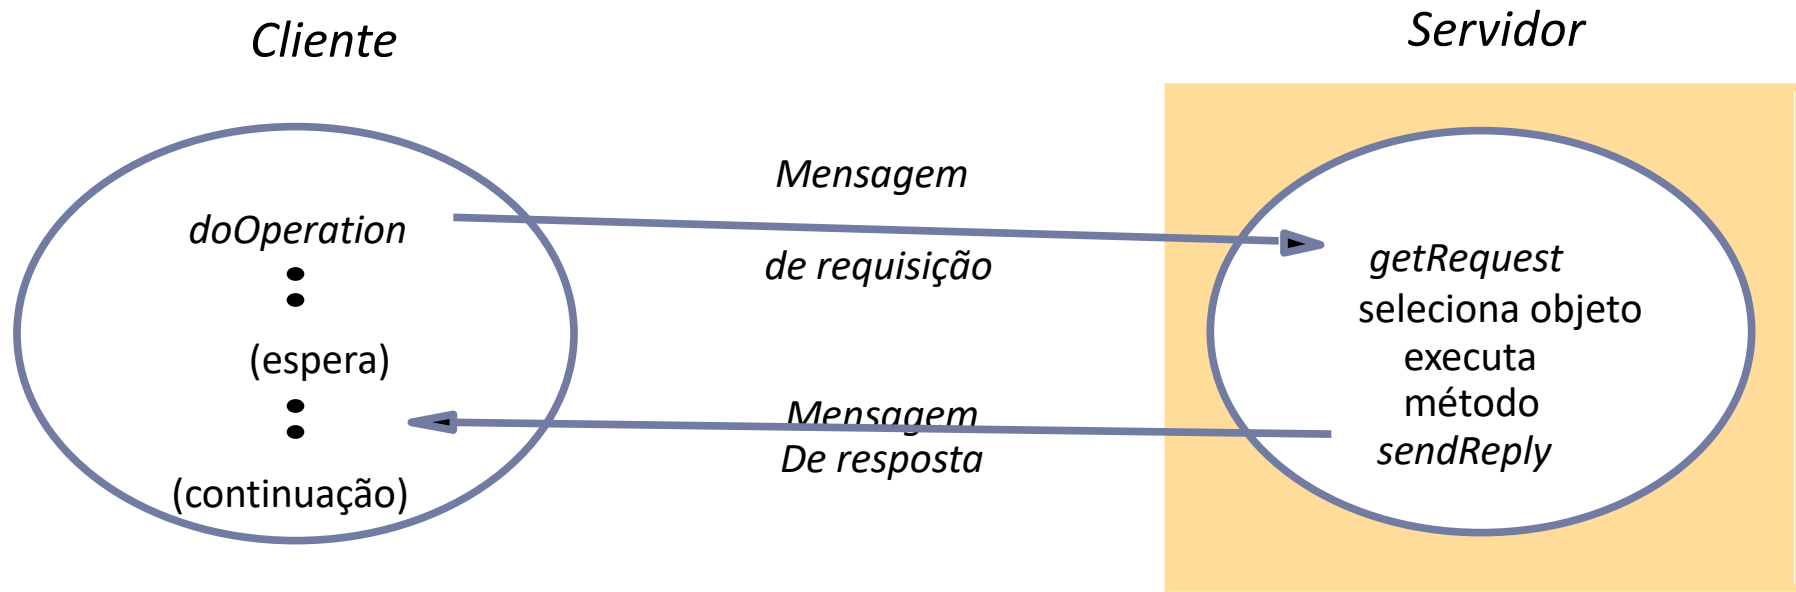 Cliente
Servidor
doOperation
(espera)
(continuação)
Mensagem
de requisição
Mensagem
De resposta
getRequest
seleciona objeto
executa
método
sendReply